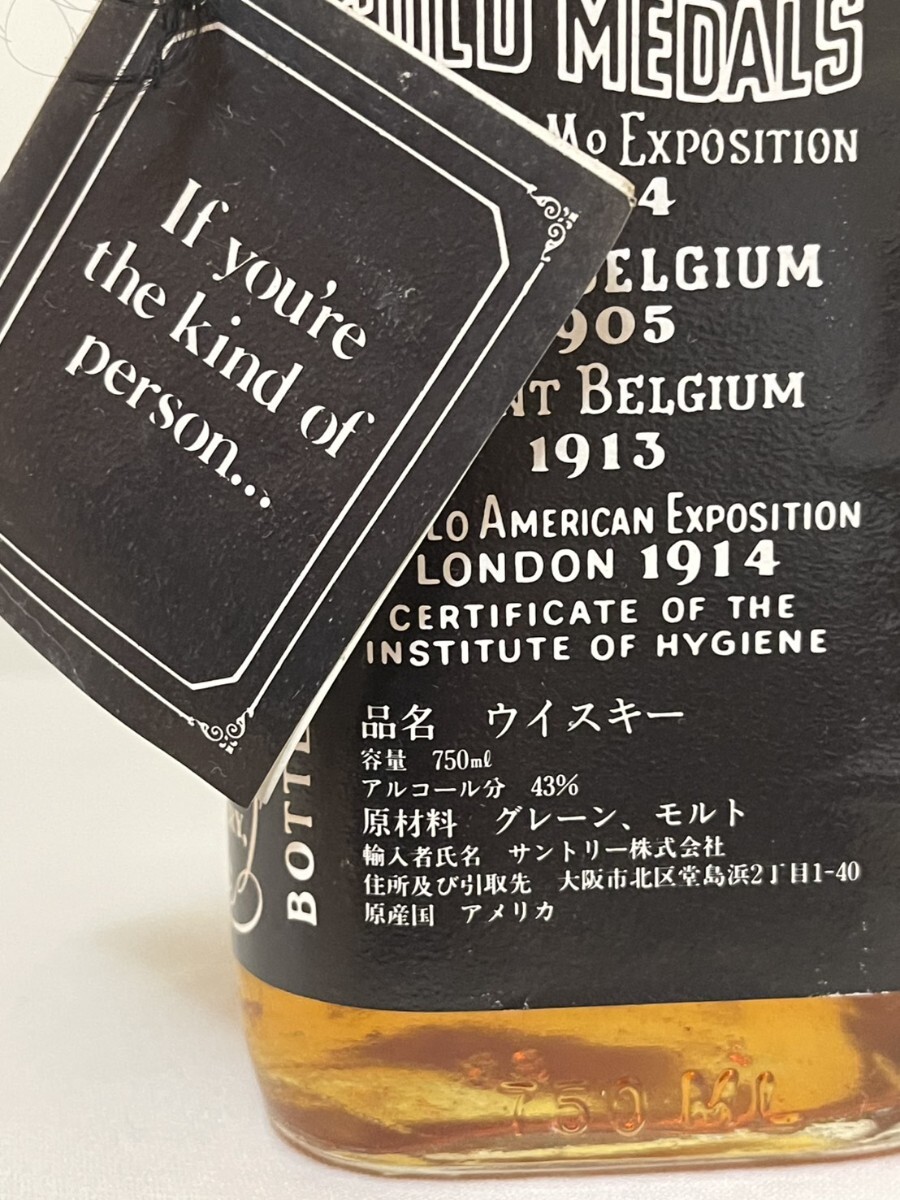 If you're
the kind of
person...
MEDALS
Mo EXPOSITION
4
BELGIUM
905
BELGIUM
1913
AMERICAN EXPOSITION
LONDON 1914
CERTIFICATE OF THE
INSTITUTE OF HYGIENE
品名 ウイスキー
容量 750ml
アルコール分 43%
原材料 グレーン、モルト
輸入者氏名 サントリー株式会社
住所及び引取先 大阪市北区堂島浜2丁目1-40
原産国 アメリカ
BOTTL
750 ML